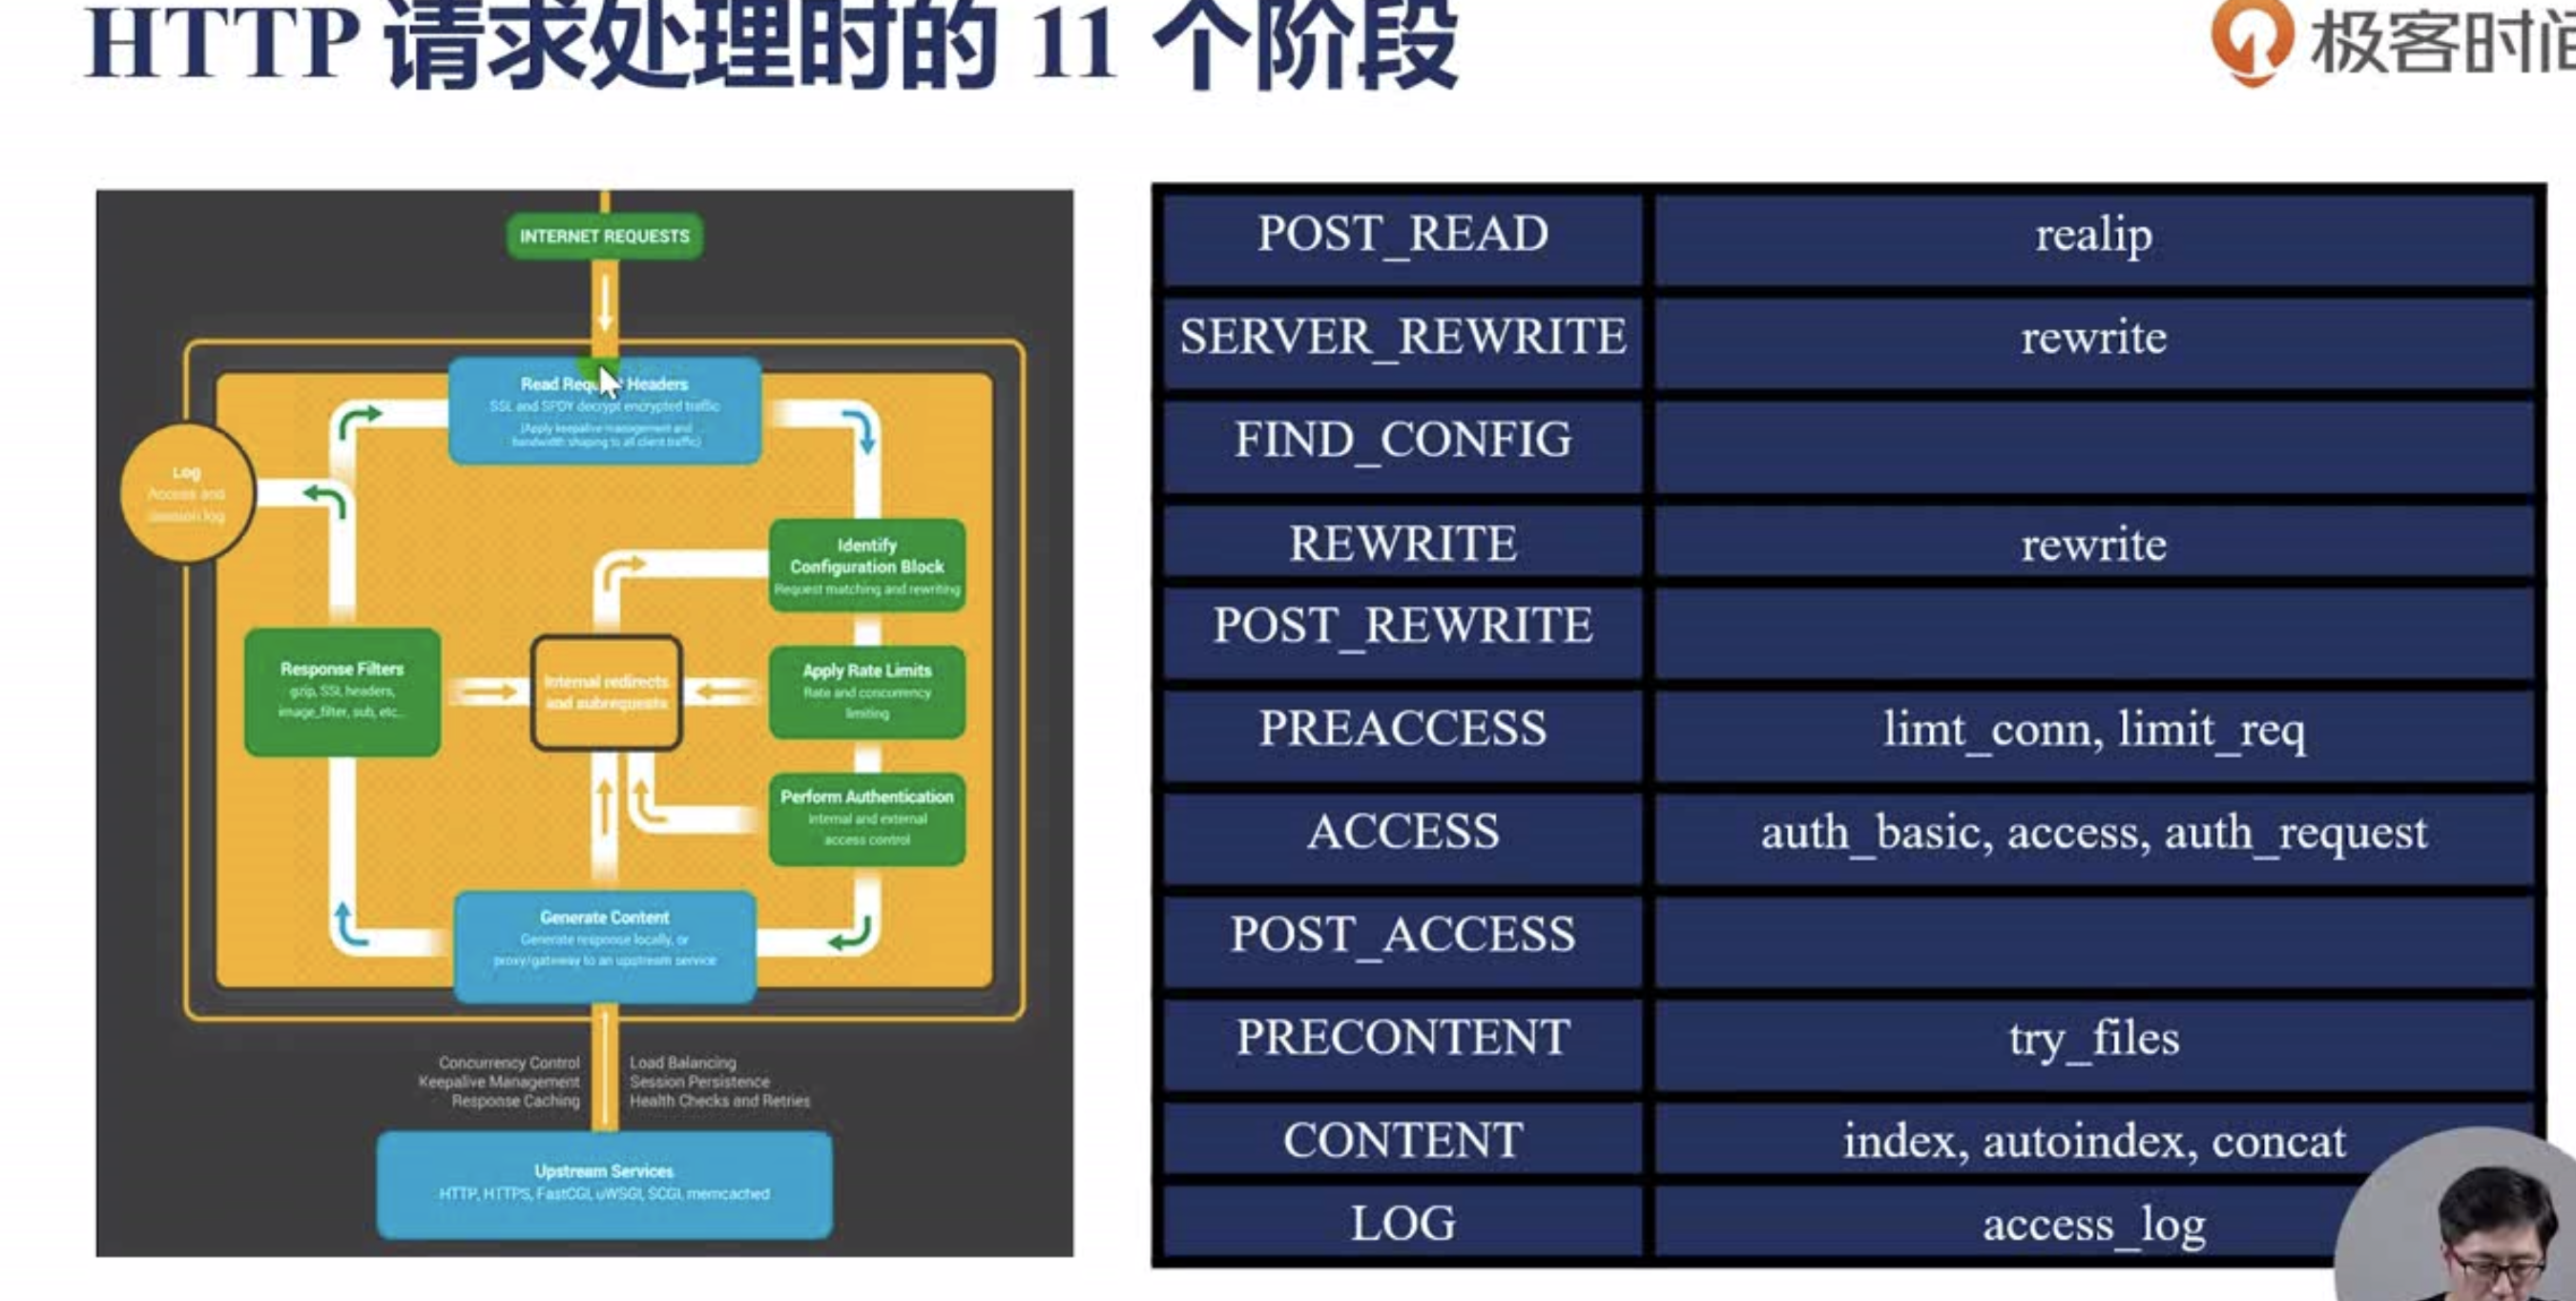 HTTP 请求处理时的 11 个阶段
极客时间
INTERNET REQUESTS
Read Request Headers
SSL and SPDY decrypt encrypted traffic
(Apply keepalive management and
bandwidth shaping to all client traffic)
Log
Access and
session log
Identify
Configuration Block
Request matching and rewriting
Apply Rate Limits
Rate and concurrency
limiting
Perform Authentication
Internal and external
access control
Internal redirects
and subrequests
Response Filters
gzip, SSI, headers,
image_filter, sub, etc...
Generate Content
Generate response locally, or
proxy/gateway to an upstream service
Concurrency Control
Keepalive Management
Response Caching
Load Balancing
Session Persistence
Health Checks and Retries
Upstream Services
HTTP, HTTPS, FastCGI, uWSGI, SCGI, memcached
POST_READ realip
SERVER_REWRITE rewrite
FIND_CONFIG
REWRITE rewrite
POST_REWRITE
PREACCESS limt_conn, limit_req
ACCESS auth_basic, access, auth_request
POST_ACCESS
PRECONTENT try_files
CONTENT index, autoindex, concat
LOG access_log